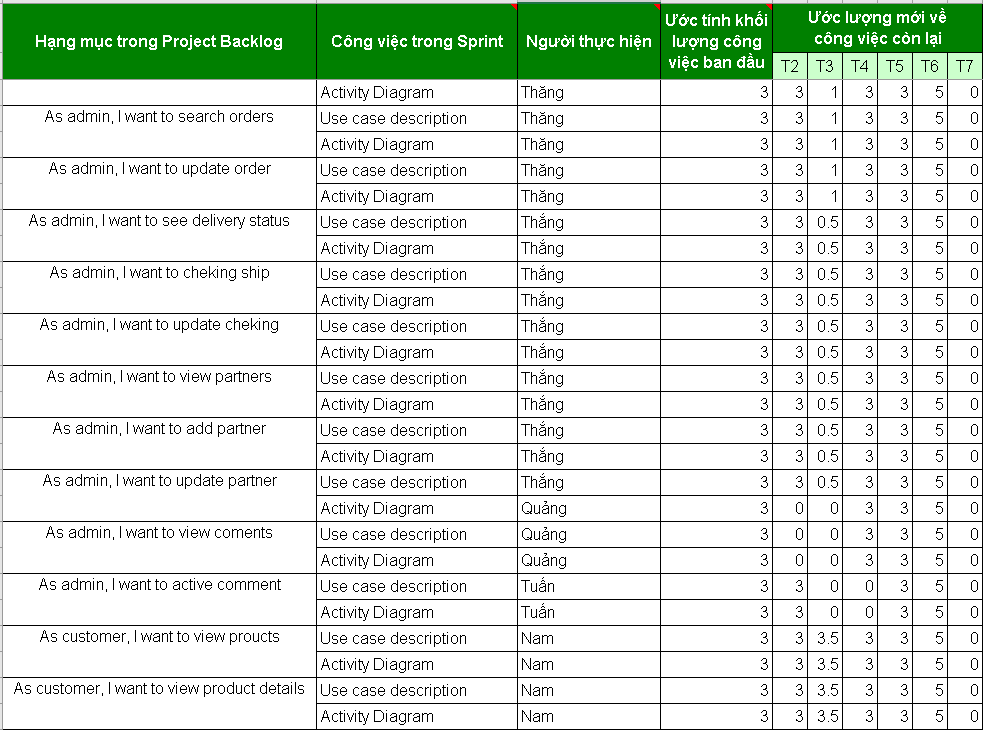 Hạng mục trong Project Backlog Công việc trong Sprint Người thực hiện Ước tính khối lượng công việc ban đầu Ước lượng mới về công việc còn lại
T2 T3 T4 T5 T6 T7
Activity Diagram Thăng 3 3 1 3 3 5 0
As admin, I want to search orders Use case description Thăng 3 3 1 3 3 5 0
Activity Diagram Thăng 3 3 1 3 3 5 0
As admin, I want to update order Use case description Thăng 3 3 1 3 3 5 0
Activity Diagram Thăng 3 3 1 3 3 5 0
As admin, I want to see delivery status Use case description Thắng 3 3 0.5 3 3 5 0
Activity Diagram Thắng 3 3 0.5 3 3 5 0
As admin, I want to cheking ship Use case description Thắng 3 3 0.5 3 3 5 0
Activity Diagram Thắng 3 3 0.5 3 3 5 0
As admin, I want to update cheking Use case description Thắng 3 3 0.5 3 3 5 0
Activity Diagram Thắng 3 3 0.5 3 3 5 0
As admin, I want to view partners Use case description Thắng 3 3 0.5 3 3 5 0
Activity Diagram Thắng 3 3 0.5 3 3 5 0
As admin, I want to add partner Use case description Thắng 3 3 0.5 3 3 5 0
Activity Diagram Thắng 3 3 0.5 3 3 5 0
As admin, I want to update partner Use case description Thắng 3 3 0.5 3 3 5 0
Activity Diagram Quảng 3 0 0 3 3 5 0
As admin, I want to view coments Use case description Quảng 3 0 0 3 3 5 0
Activity Diagram Quảng 3 0 0 3 3 5 0
As admin, I want to active comment Use case description Tuấn 3 3 0 0 3 5 0
Activity Diagram Tuấn 3 3 0 0 3 5 0
As customer, I want to view proucts Use case description Nam 3 3 3.5 3 3 5 0
Activity Diagram Nam 3 3 3.5 3 3 5 0
As customer, I want to view product details Use case description Nam 3 3 3.5 3 3 5 0
Activity Diagram Nam 3 3 3.5 3 3 5 0